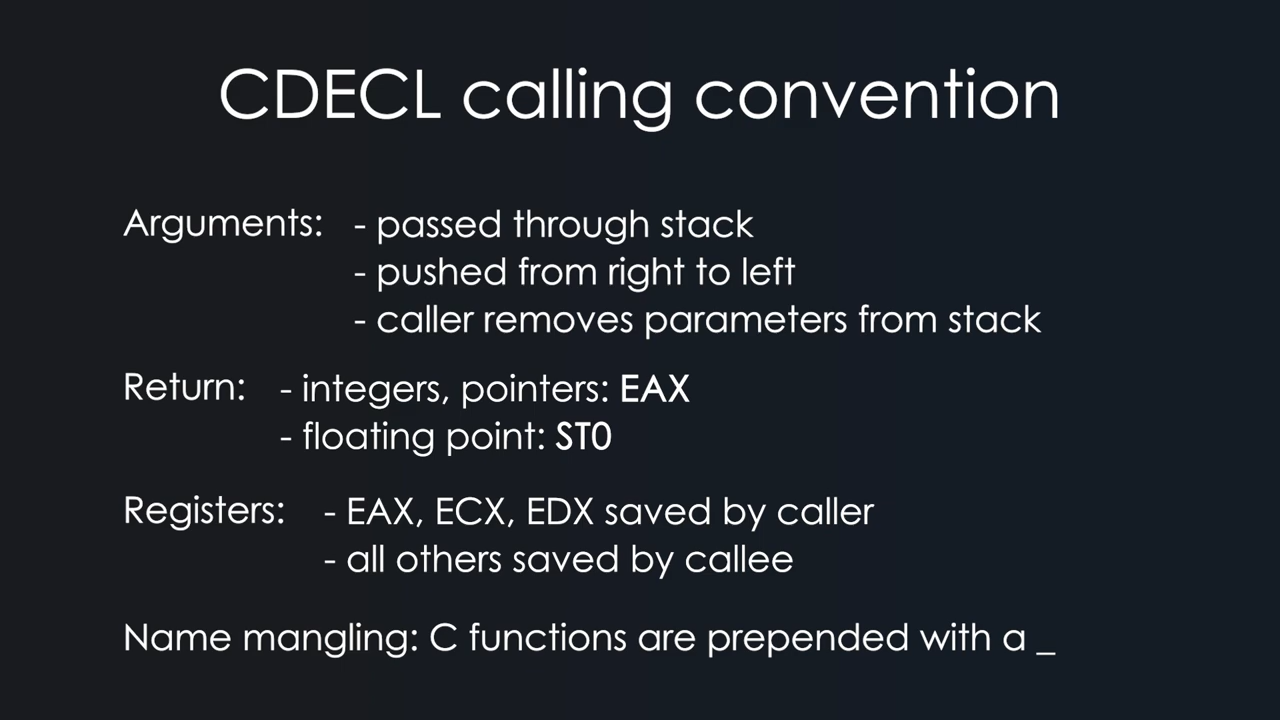 CDECL calling convention
Arguments: - passed through stack
- pushed from right to left
- caller removes parameters from stack
Return: - integers, pointers: EAX
- floating point: ST0
Registers: - EAX, ECX, EDX saved by caller
- all others saved by callee
Name mangling: C functions are prepended with a _